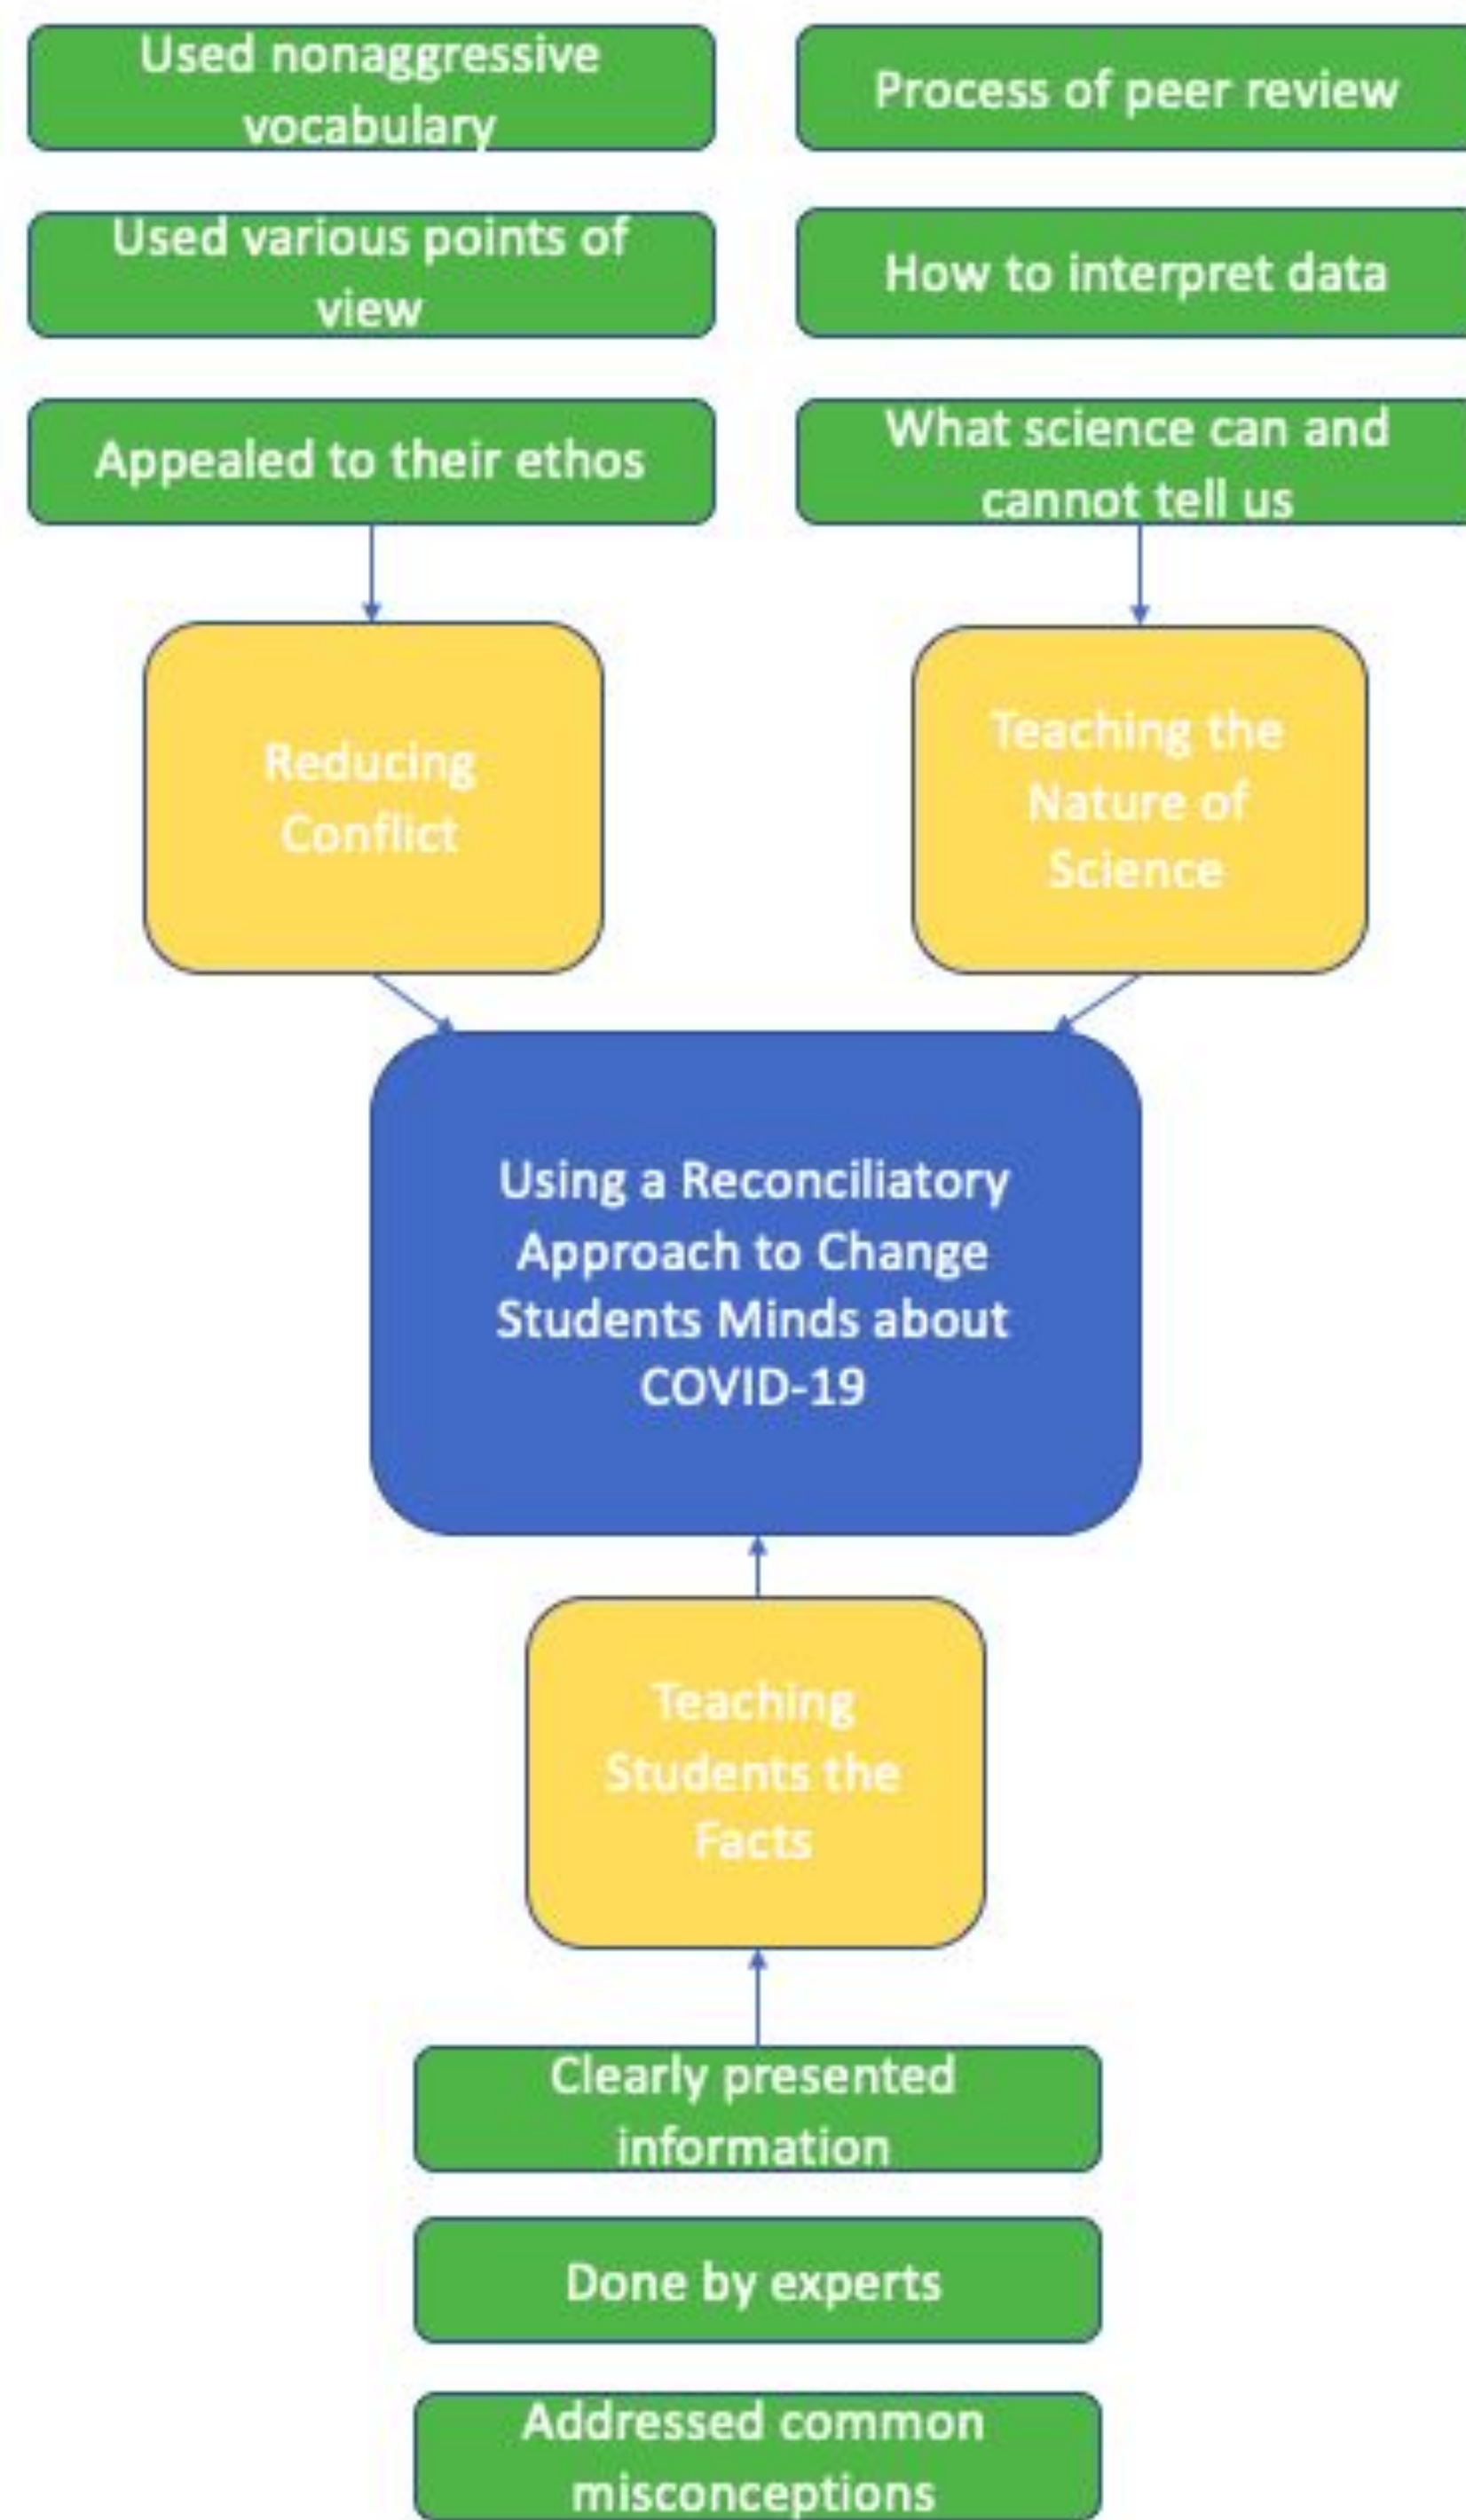 Used nonaggressive
vocabulary
Used various points of
view
Appealed to their ethos
Process of peer review
How to interpret data
What science can and
cannot tell us
Reducing
Conflict
Teaching the
Nature of
Science
Using a Reconciliatory
Approach to Change
Students Minds about
COVID-19
Teaching
Students the
Facts
Clearly presented
information
Done by experts
Addressed common
misconceptions